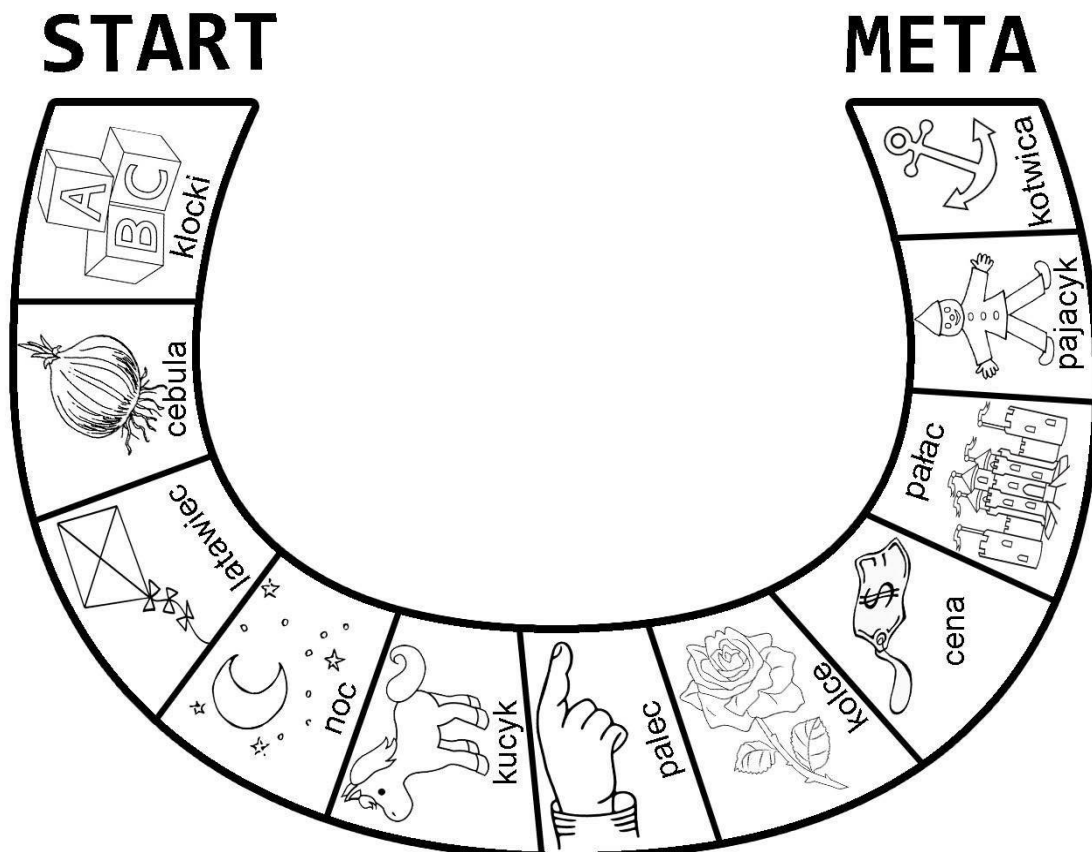 START
META
A
C
B
klocki
cebula
latawiec
noc
kucyk
palec
kolce
$
cena
pałac
pajacyk
kotwica